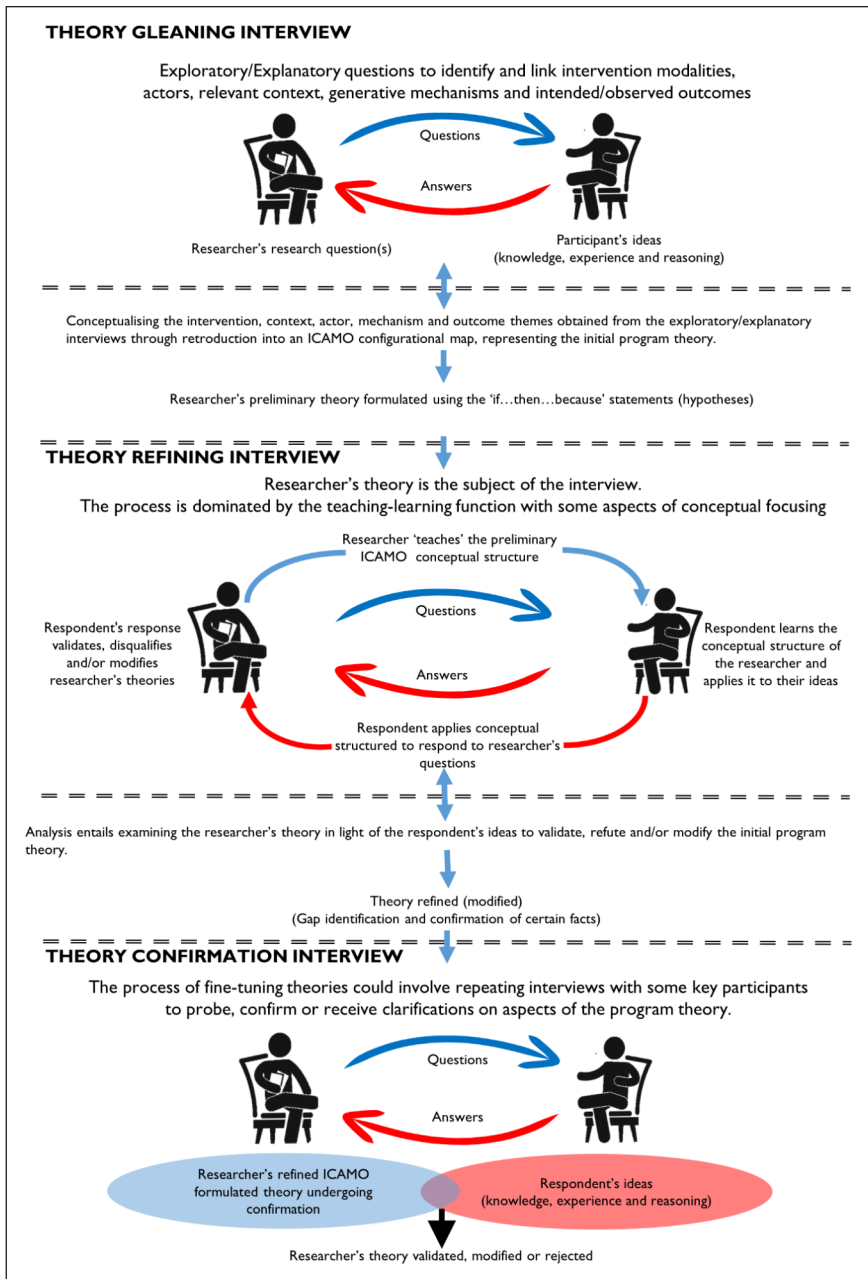 THEORY GLEANING INTERVIEW
Exploratory/Explanatory questions to identify and link intervention modalities,
actors, relevant context, generative mechanisms and intended/observed outcomes
Questions
Answers
Researcher's research question(s)
Participant's ideas
(knowledge, experience and reasoning)
Conceptualising the intervention, context, actor, mechanism and outcome themes obtained from the exploratory/explanatory
interviews through retroduction into an ICAMO configurational map, representing the initial program theory.
Researcher's preliminary theory formulated using the 'if…then…because' statements (hypotheses)
THEORY REFINING INTERVIEW
Researcher's theory is the subject of the interview.
The process is dominated by the teaching-learning function with some aspects of conceptual focusing
Researcher 'teaches' the preliminary
ICAMO conceptual structure
Questions
Respondent's response
validates, disqualifies
and/or modifies
researcher's theories
Respondent learns the
conceptual structure of
the researcher and
applies it to their ideas
Answers
Respondent applies conceptual
structured to respond to researcher's
questions
Analysis entails examining the researcher's theory in light of the respondent's ideas to validate, refute and/or modify the initial program
theory.
Theory refined (modified)
(Gap identification and confirmation of certain facts)
THEORY CONFIRMATION INTERVIEW
The process of fine-tuning theories could involve repeating interviews with some key participants
to probe, confirm or receive clarifications on aspects of the program theory.
Questions
Answers
Researcher's refined ICAMO
formulated theory undergoing
confirmation
Respondent's ideas
(knowledge, experience and reasoning)
Researcher's theory validated, modified or rejected